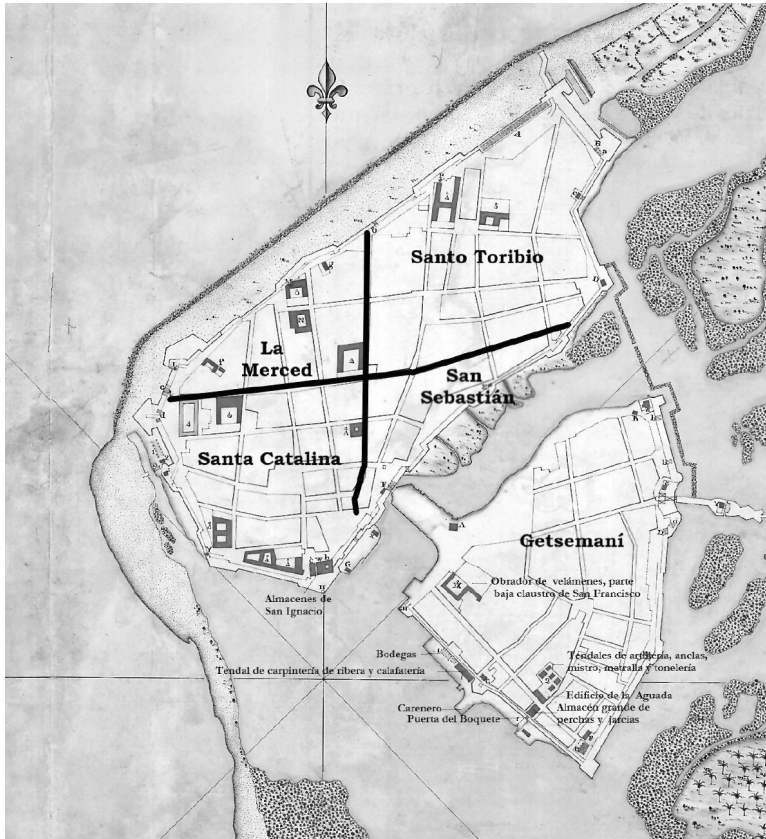 Santo Toribio
La
Merced
San
Sebastián
Santa Catalina
Getsemaní
Obrador de velámenes, parte
baja claustro de San Francisco
Almacenes de
San Ignacio
Bodegas
Tendal de carpintería de ribera y calafatería
Tendales de artillería, anclas,
mistro, metralla y tonelería
Carenero
Puerta del Boquete
Edificio de la Aguada
Almacén grande de
perchas y jarcias